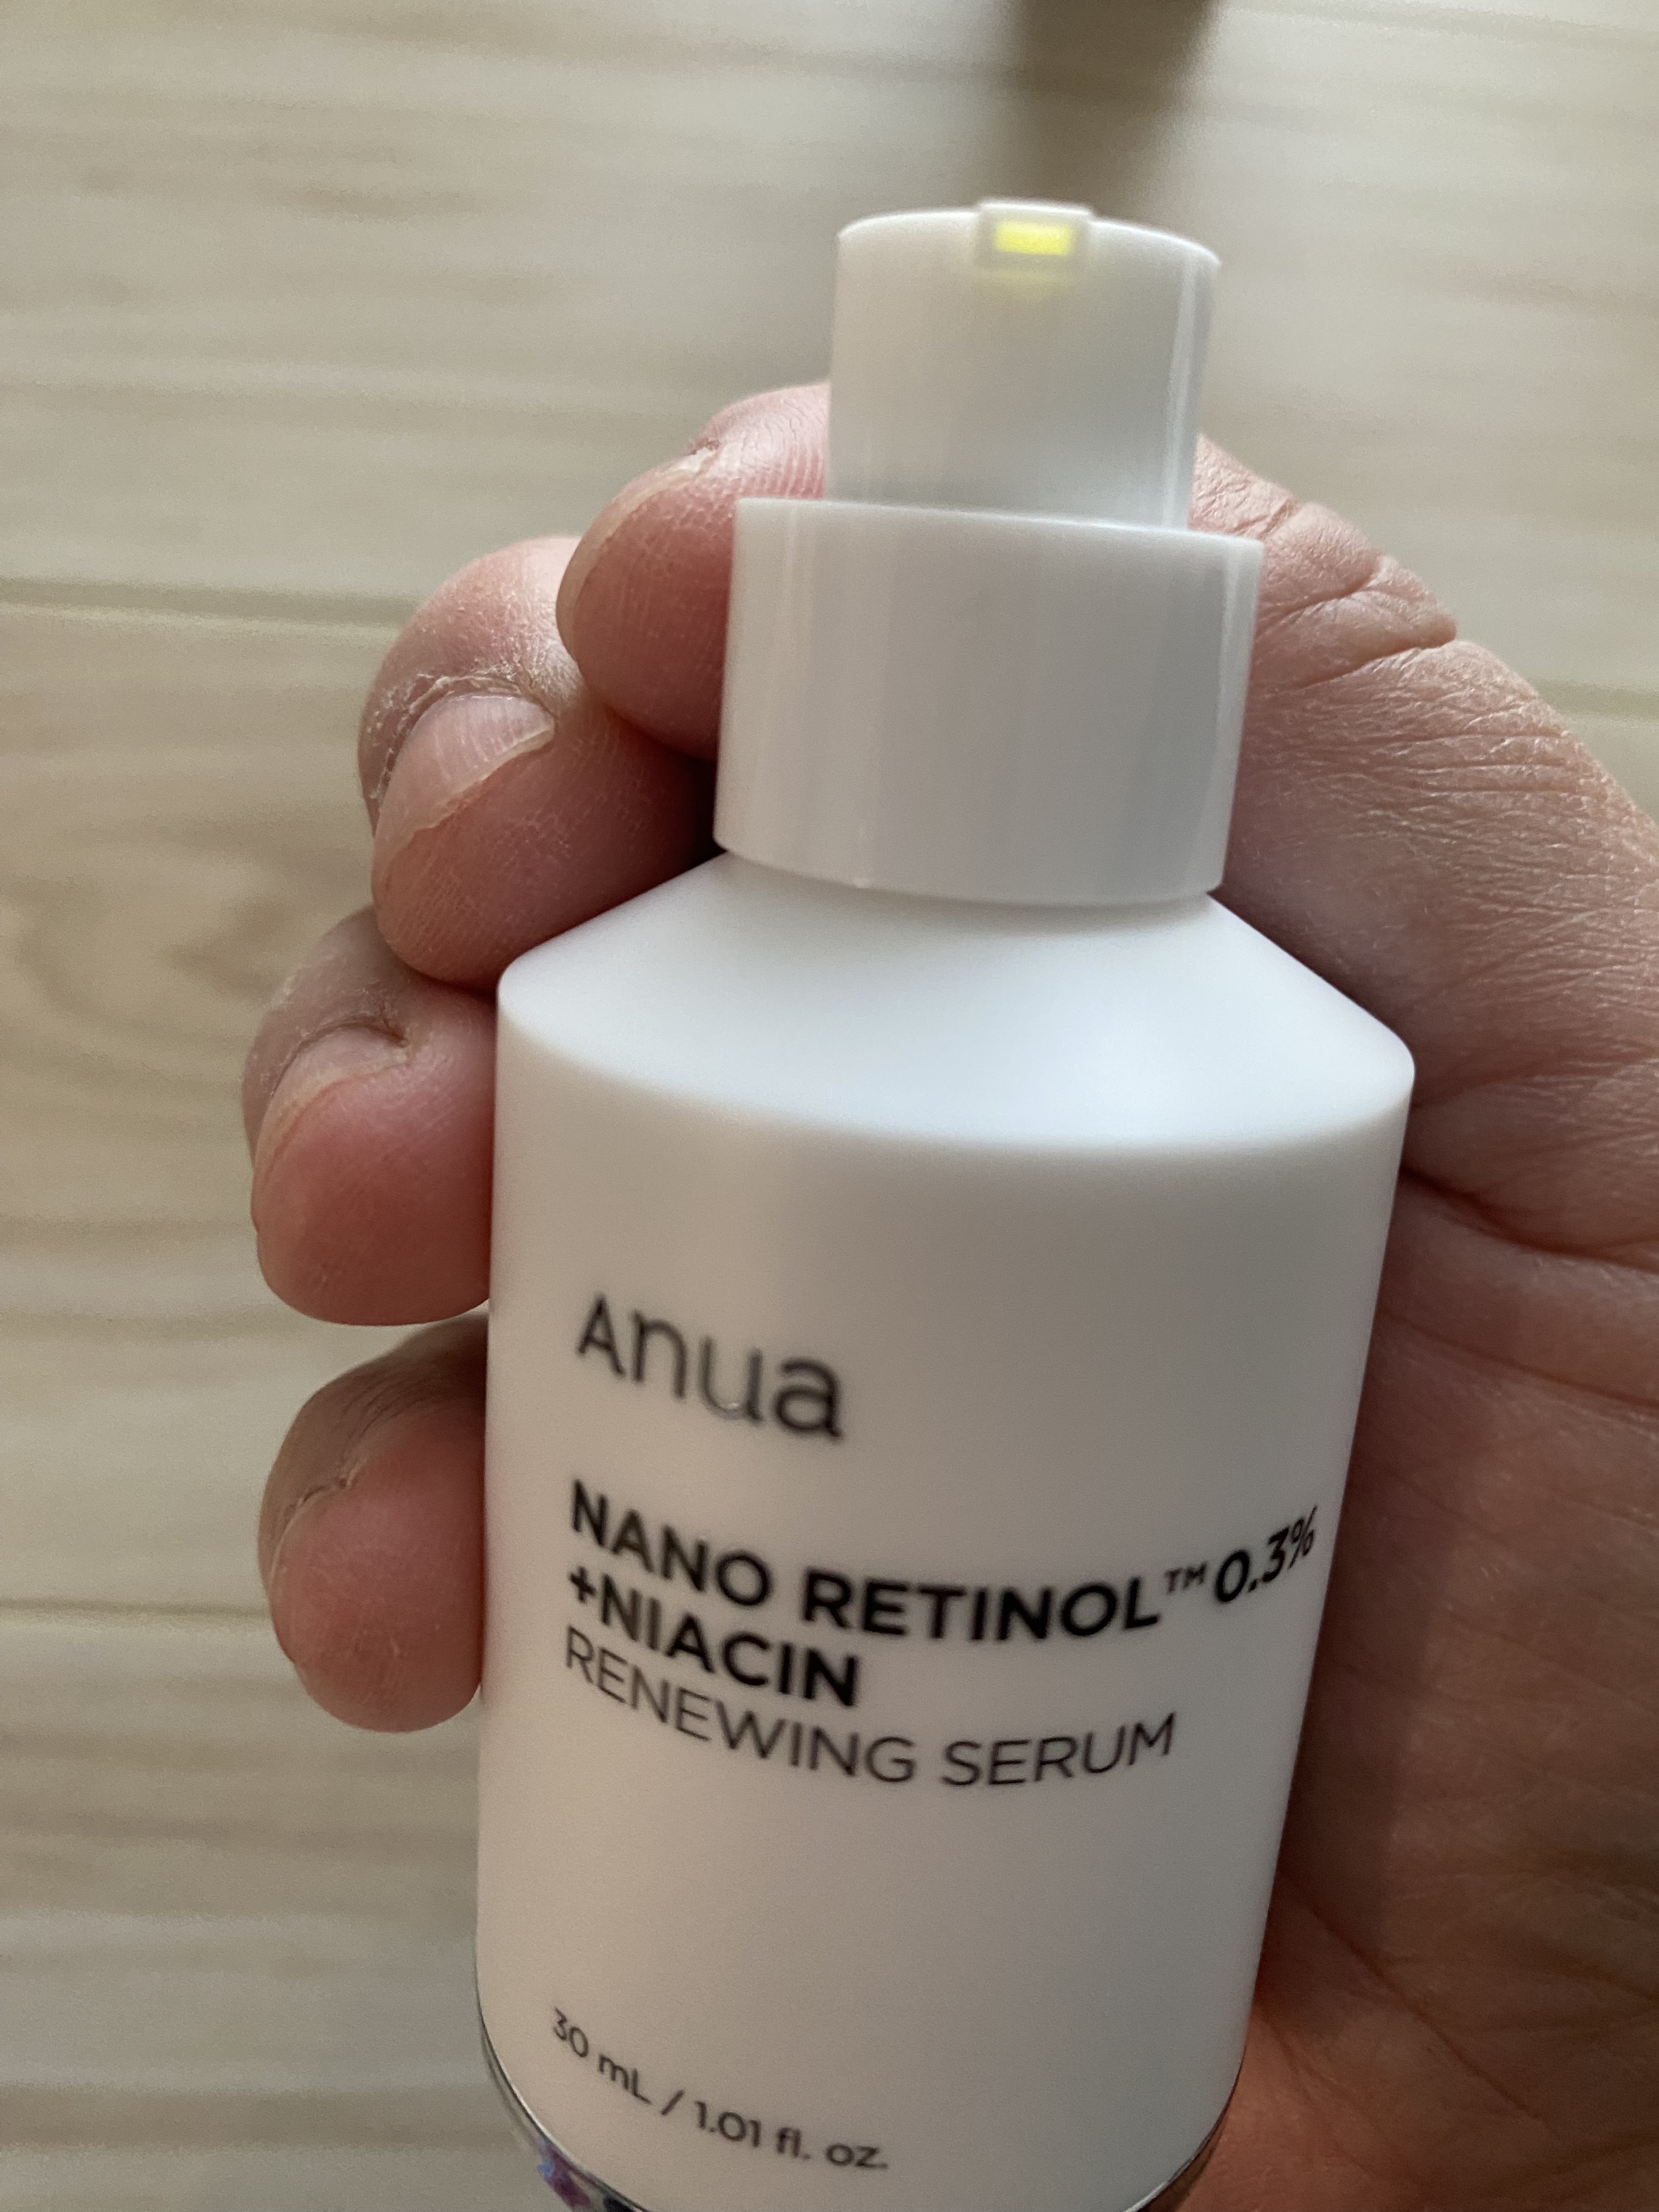 Anua
NANO RETINOL™ 0.3%
+NIACIN
RENEWING SERUM
30 mL / 1.01 fl. oz.